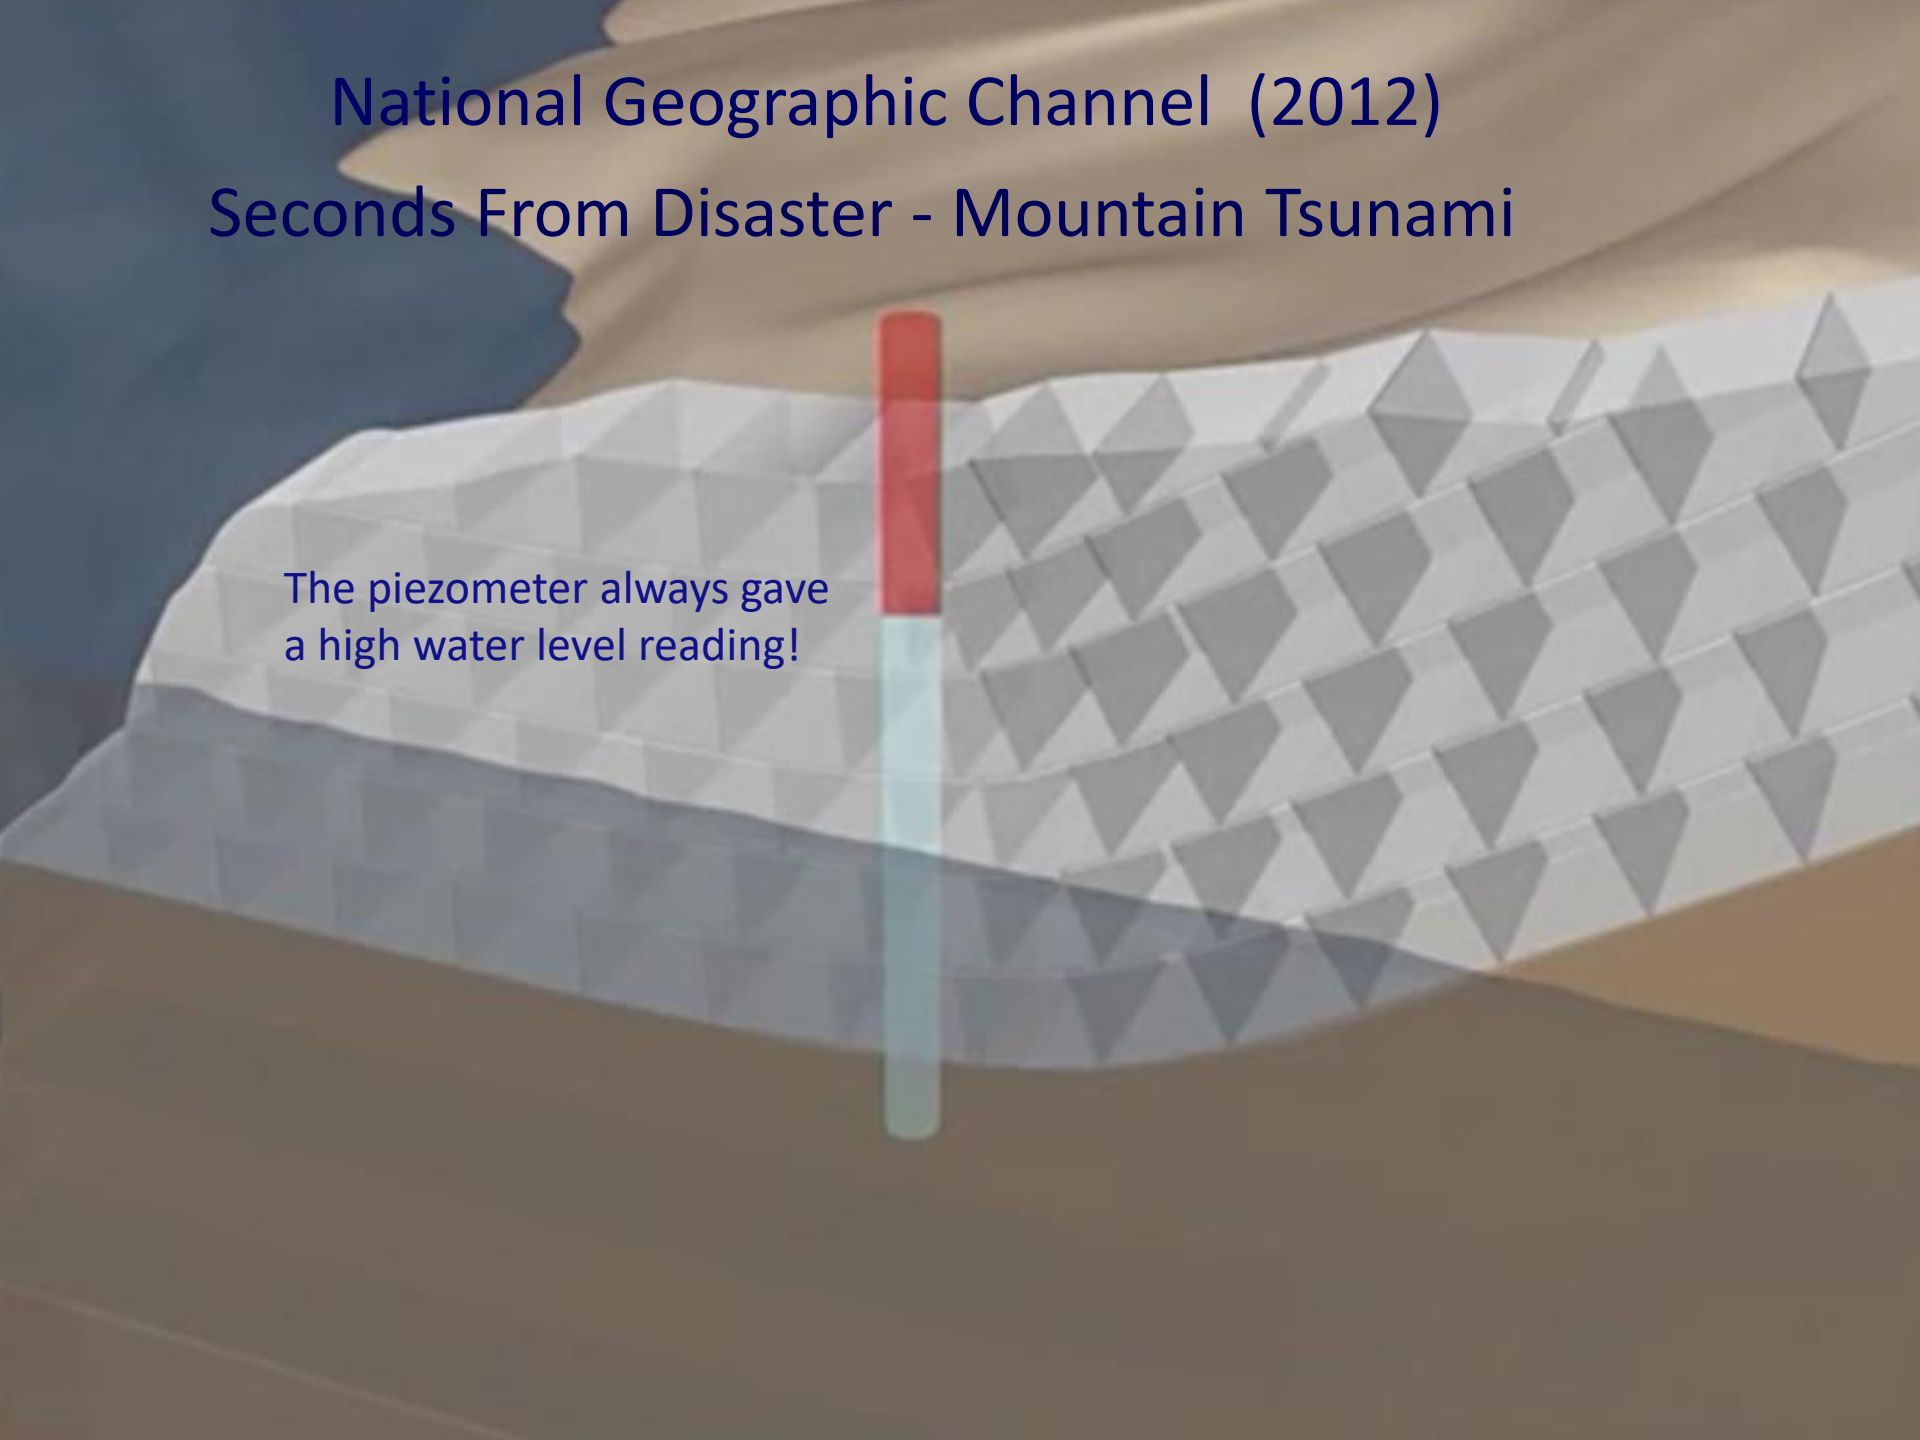 National Geographic Channel  (2012)
Seconds From Disaster - Mountain Tsunami
The piezometer always gave
a high water level reading!